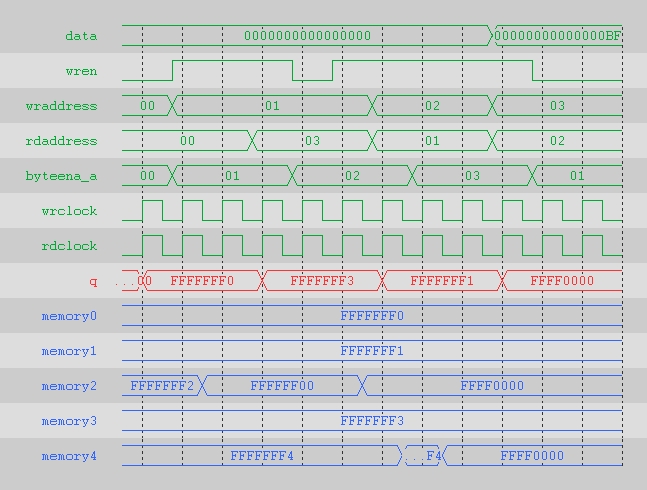 data 0000000000000000 00000000000000BF
wren
wraddress 00 01 02 03
rdaddress 00 03 01 02
byteena_a 00 01 02 03 01
wrclock
rdclock
q ...00 FFFFFFF0 FFFFFFF3 FFFFFFF1 FFFF0000
memory0 FFFFFFF0
memory1 FFFFFFF1
memory2 FFFFFFF2 FFFFFF00 FFFF0000
memory3 FFFFFFF3
memory4 FFFFFFF4 ...F4 FFFF0000